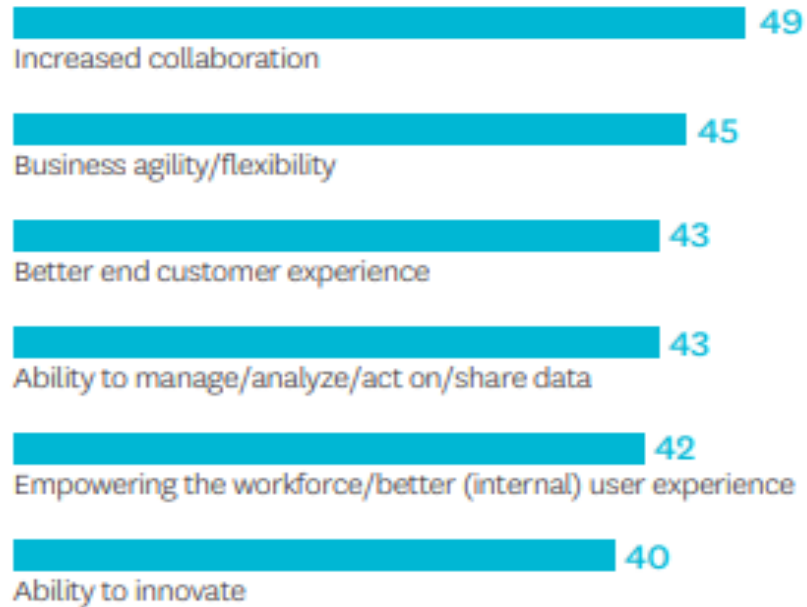 49
Increased collaboration
45
Business agility/flexibility
43
Better end customer experience
43
Ability to manage/analyze/act on/share data
42
Empowering the workforce/better (internal) user experience
40
Ability to innovate